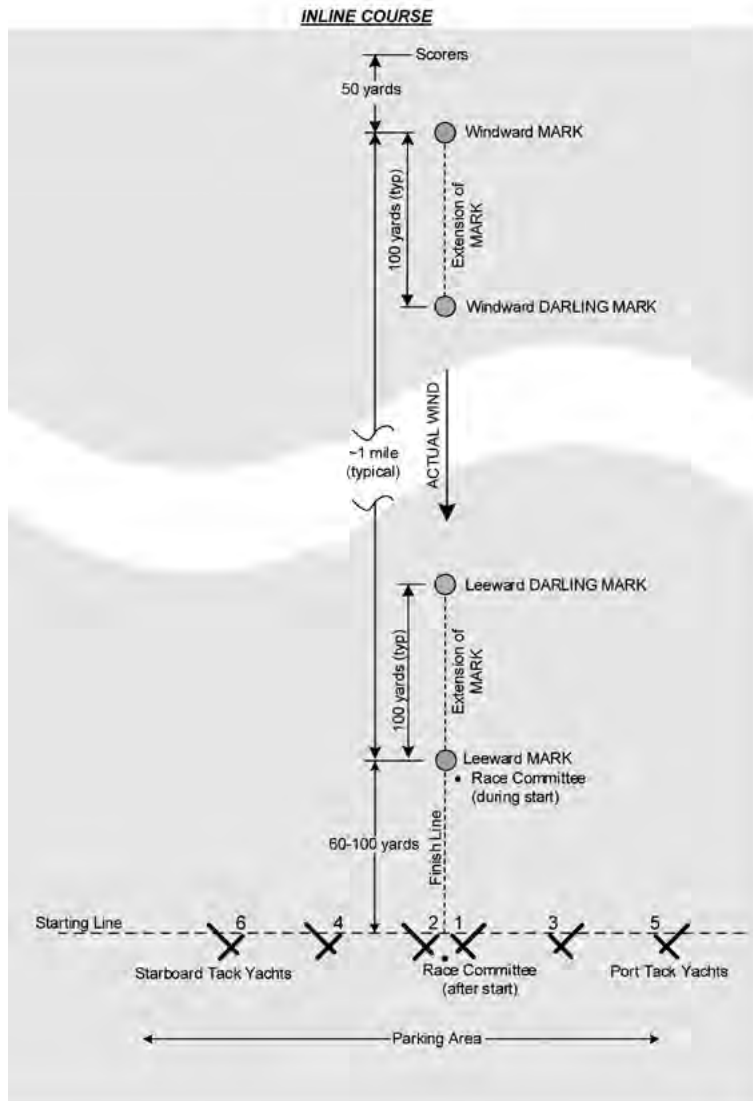 INLINE COURSE
Scorers
50 yards
Windward MARK
100 yards (typ)
Extension of
MARK
Windward DARLING MARK
ACTUAL WIND
~1 mile
(typical)
Leeward DARLING MARK
100 yards (typ)
Extension of
MARK
Leeward MARK
Race Committee
(during start)
60-100 yards
Finish Line
Starting Line
6 4 2 1 3 5
Starboard Tack Yachts
Race Committee
(after start)
Port Tack Yachts
Parking Area